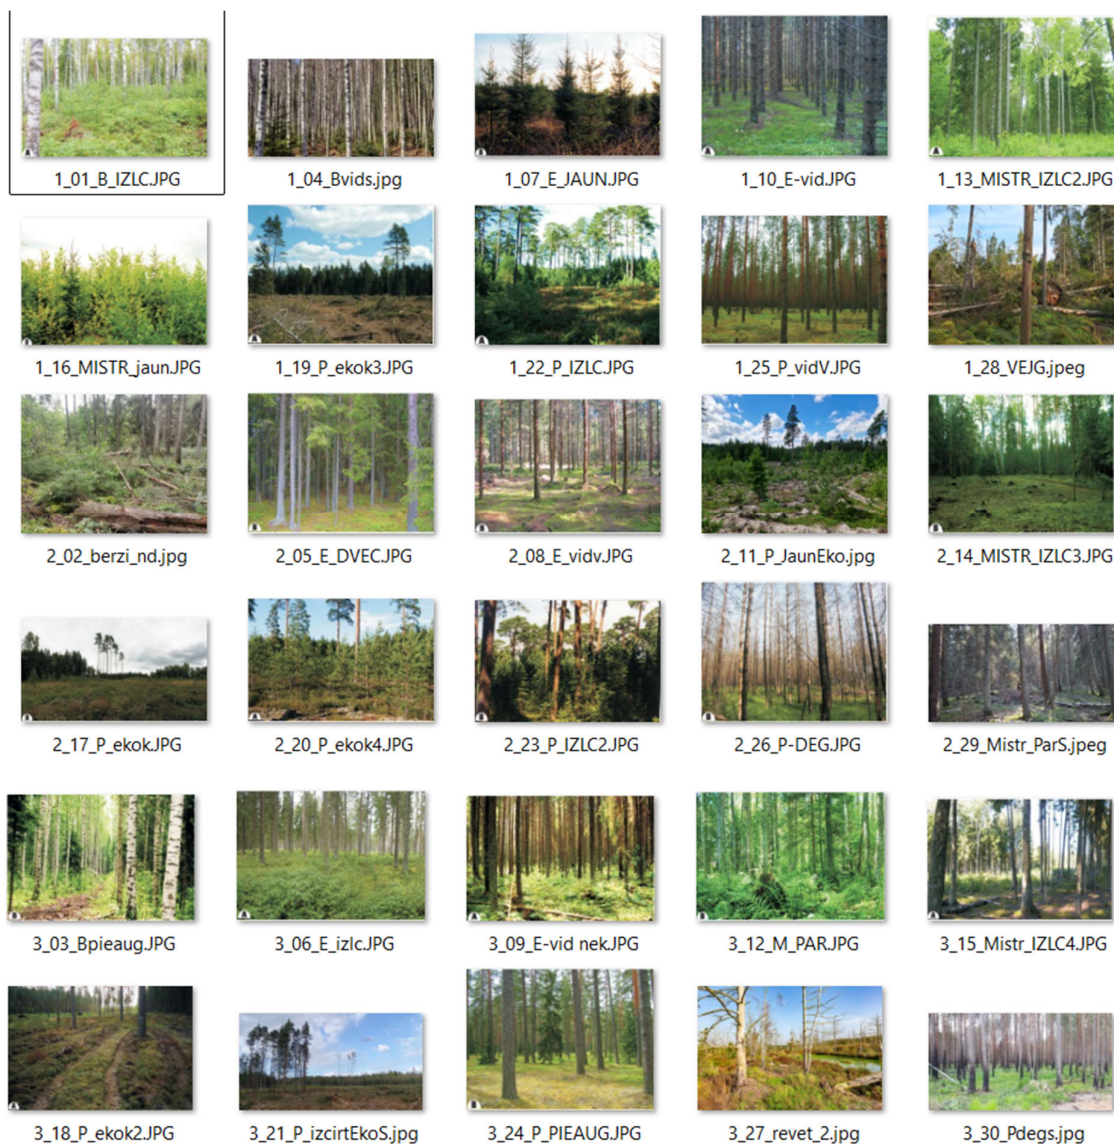 1_01_B_IZLC.JPG
1_04_Bvids.jpg
1_07_E_JAUN.JPG
1_10_E-vid.JPG
1_13_MISTR_IZLC2.JPG
1_16_MISTR_jaun.JPG
1_19_P_ekok3.JPG
1_22_P_IZLC.JPG
1_25_P_vidV.JPG
1_28_VEJG.jpeg
2_02_berzi_nd.jpg
2_05_E_DVEC.JPG
2_08_E_vidv.JPG
2_11_P_JaunEko.jpg
2_14_MISTR_IZLC3.JPG
2_17_P_ekok.JPG
2_20_P_ekok4.JPG
2_23_P_IZLC2.JPG
2_26_P-DEG.JPG
2_29_Mistr_ParS.jpeg
3_03_Bpieaug.JPG
3_06_E_izlc.JPG
3_09_E-vid nek.JPG
3_12_M_PAR.JPG
3_15_Mistr_IZLC4.JPG
3_18_P_ekok2.JPG
3_21_P_izcirtEkoS.jpg
3_24_P_PIEAUG.JPG
3_27_revet_2.jpg
3_30_Pdegs.jpg